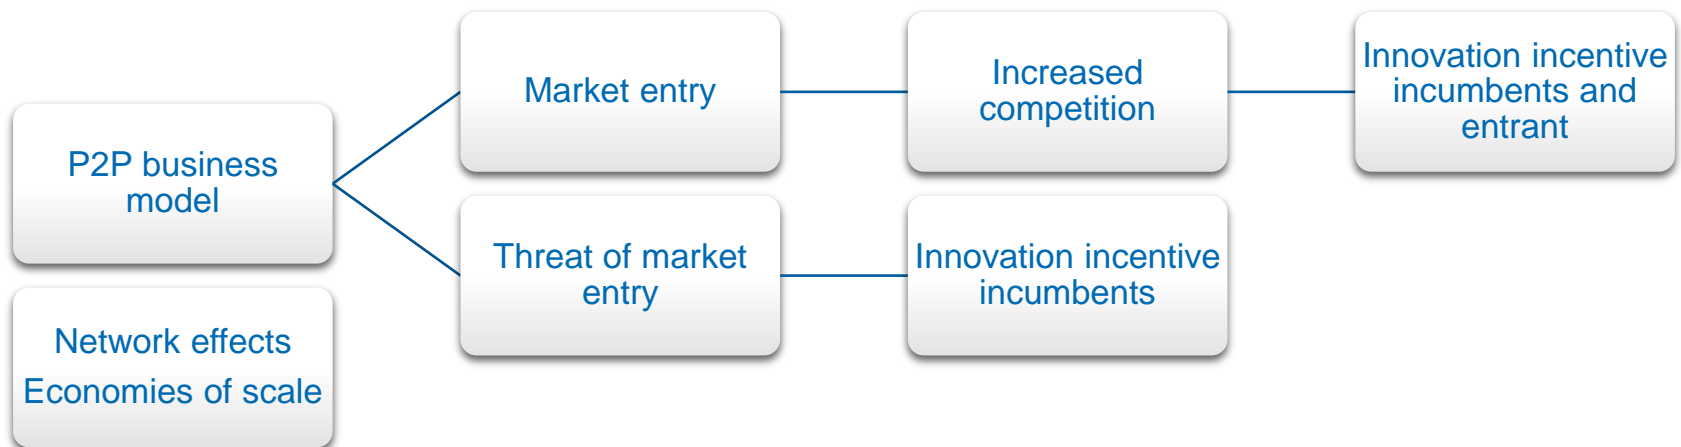 P2P business
model
Network effects
Economies of scale
Market entry
Threat of market
entry
Increased
competition
Innovation incentive
incumbents
Innovation incentive
incumbents and
entrant